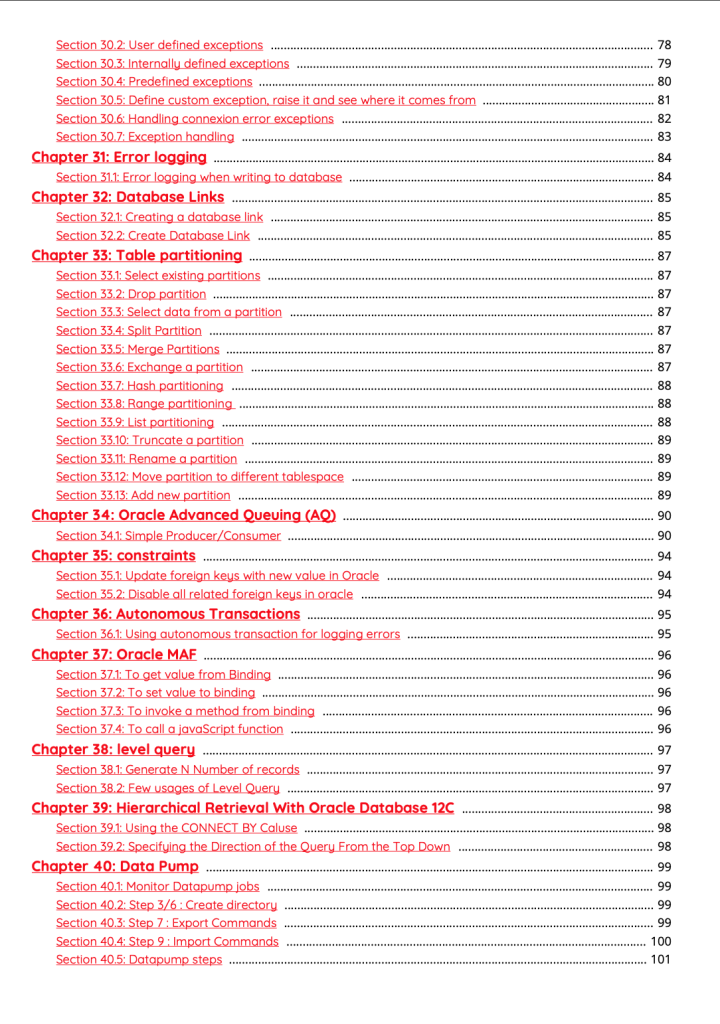 Section 30.2: User defined exceptions ........ 78
Section 30.3: Internally defined exceptions ........ 79
Section 30.4: Predefined exceptions ........ 80
Section 30.5: Define custom exception, raise it and see where it comes from ........ 81
Section 30.6: Handling connexion error exceptions ........ 82
Section 30.7: Exception handling ........ 83
Chapter 31: Error logging ........ 84
Section 31.1: Error logging when writing to database ........ 84
Chapter 32: Database Links ........ 85
Section 32.1: Creating a database link ........ 85
Section 32.2: Create Database Link ........ 85
Chapter 33: Table partitioning ........ 87
Section 33.1: Select existing partitions ........ 87
Section 33.2: Drop partition ........ 87
Section 33.3: Select data from a partition ........ 87
Section 33.4: Split Partition ........ 87
Section 33.5: Merge Partitions ........ 87
Section 33.6: Exchange a partition ........ 87
Section 33.7: Hash partitioning ........ 88
Section 33.8: Range partitioning ........ 88
Section 33.9: List partitioning ........ 88
Section 33.10: Truncate a partition ........ 89
Section 33.11: Rename a partition ........ 89
Section 33.12: Move partition to different tablespace ........ 89
Section 33.13: Add new partition ........ 89
Chapter 34: Oracle Advanced Queuing (AQ) ........ 90
Section 34.1: Simple Producer/Consumer ........ 90
Chapter 35: constraints ........ 94
Section 35.1: Update foreign keys with new value in Oracle ........ 94
Section 35.2: Disable all related foreign keys in oracle ........ 94
Chapter 36: Autonomous Transactions ........ 95
Section 36.1: Using autonomous transaction for logging errors ........ 95
Chapter 37: Oracle MAF ........ 96
Section 37.1: To get value from Binding ........ 96
Section 37.2: To set value to binding ........ 96
Section 37.3: To invoke a method from binding ........ 96
Section 37.4: To call a javaScript function ........ 96
Chapter 38: level query ........ 97
Section 38.1: Generate N Number of records ........ 97
Section 38.2: Few usages of Level Query ........ 97
Chapter 39: Hierarchical Retrieval With Oracle Database 12C ........ 98
Section 39.1: Using the CONNECT BY Caluse ........ 98
Section 39.2: Specifying the Direction of the Query From the Top Down ........ 98
Chapter 40: Data Pump ........ 99
Section 40.1: Monitor Datapump jobs ........ 99
Section 40.2: Step 3/6 : Create directory ........ 99
Section 40.3: Step 7 : Export Commands ........ 99
Section 40.4: Step 9 : Import Commands ........ 100
Section 40.5: Datapump steps ........ 101